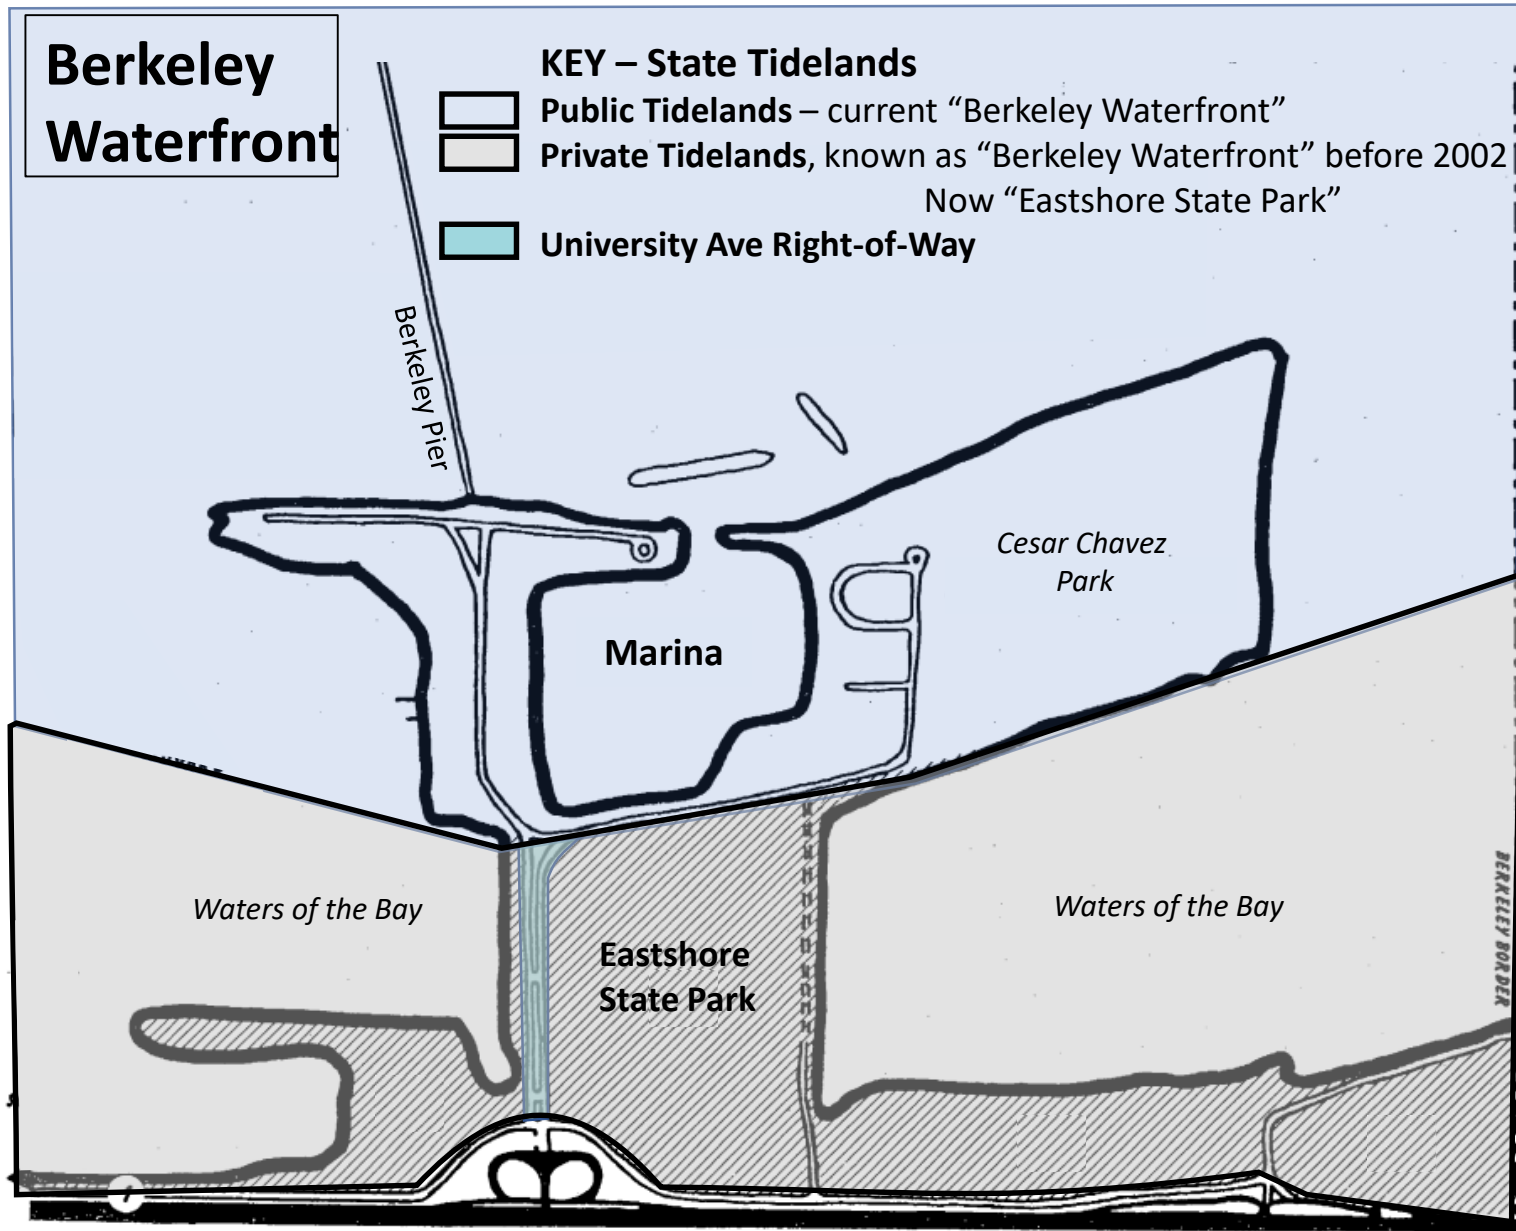 Berkeley
Waterfront
KEY – State Tidelands
Public Tidelands – current “Berkeley Waterfront”
Private Tidelands, known as “Berkeley Waterfront” before 2002
Now “Eastshore State Park”
University Ave Right-of-Way
Berkeley Pier
Cesar Chavez
Park
Marina
Waters of the Bay
Eastshore
State Park
Waters of the Bay
BERKELEY BORDER